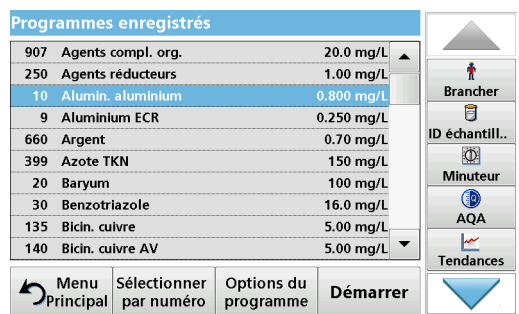 Programmes enregistrés
907 Agents compl. org. 20.0 mg/L
250 Agents réducteurs 1.00 mg/L
10 Alumin. aluminium 0.800 mg/L
9 Aluminium ECR 0.250 mg/L
660 Argent 0.70 mg/L
399 Azote TKN 150 mg/L
20 Baryum 100 mg/L
30 Benzotriazole 16.0 mg/L
135 Bicin. cuivre 5.00 mg/L
140 Bicin. cuivre AV 5.00 mg/L
Menu
Principal
Sélectionner
par numéro
Options du
programme
Démarrer
Brancher
ID échantill..
Minuteur
AQA
Tendances